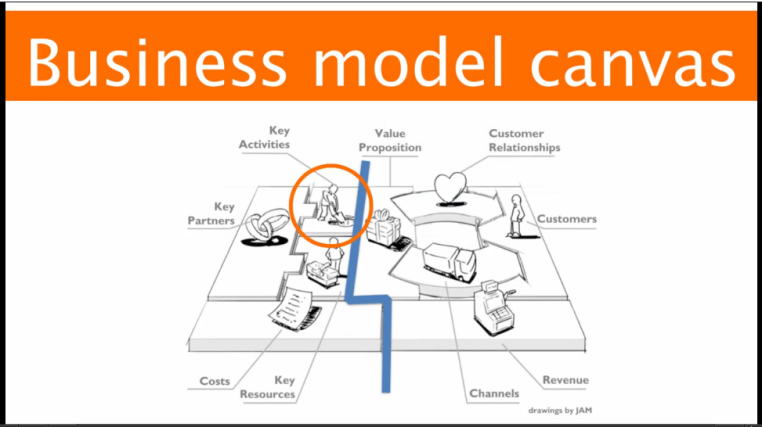 Business model canvas
Key
Activities
Value
Proposition
Customer
Relationships
Key
Partners
Customers
Costs
Key
Resources
Channels
Revenue
drawings by JAM